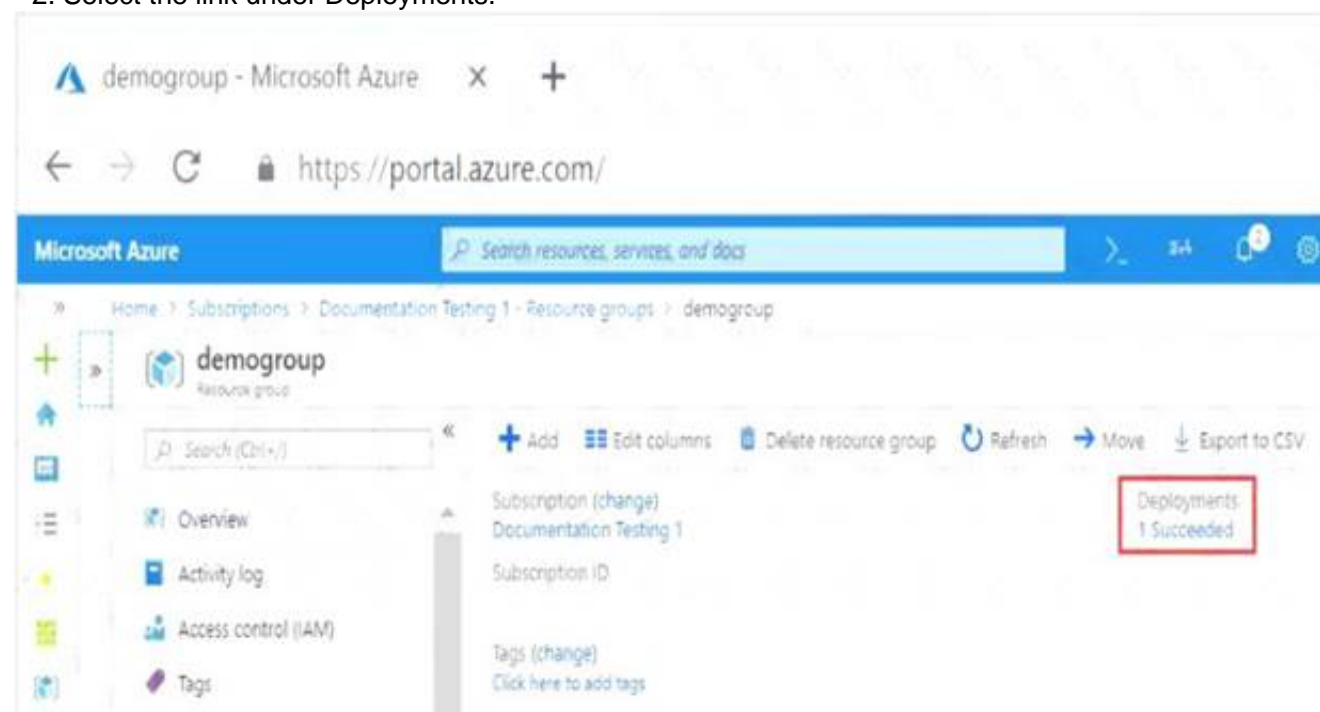 2. Select the link under Deployments.
demogroup - Microsoft Azure
https://portal.azure.com/
Microsoft Azure
Search resources, services, and docs
2
Home > Subscriptions > Documentation Testing 1 - Resource groups > demogroup
demogroup
Resource group
Search (Ctrl+/)
Add Edit columns Delete resource group Refresh Move Export to CSV
Subscription (change)
Deployments
Documentation Testing 1
1 Succeeded
Subscription ID
Tags (change)
Click here to add tags
Overview
Activity log
Access control (IAM)
Tags